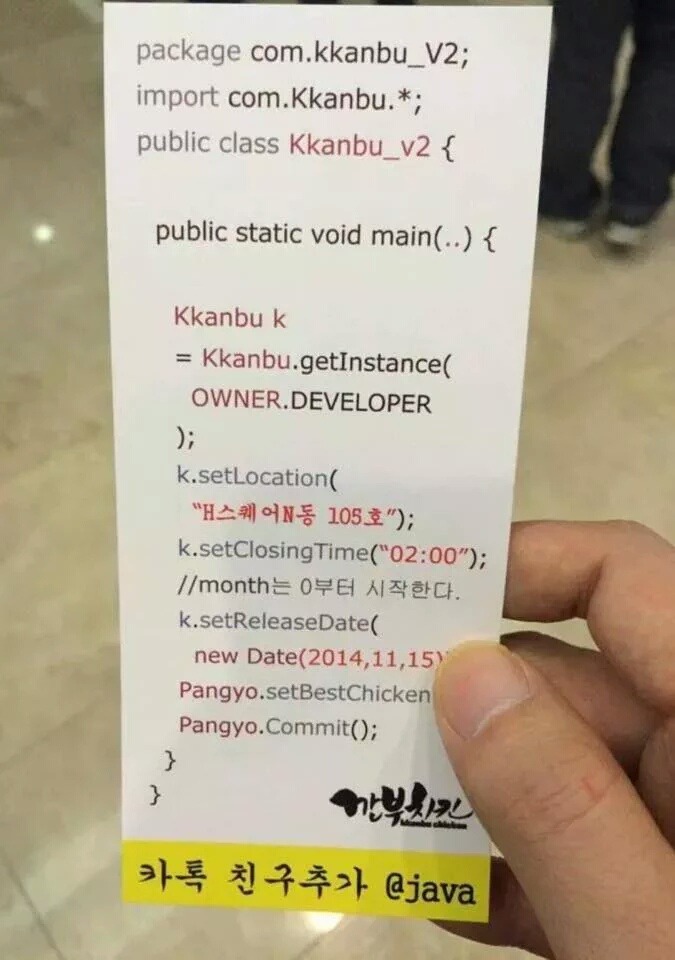 package com.kkanbu_V2;
import com.Kkanbu.*;
public class Kkanbu_v2 {
public static void main(..) {
Kkanbu k
= Kkanbu.getInstance(
OWNER.DEVELOPER
);
k.setLocation(
“H스퀘어N동 105호”);
k.setClosingTime(“02:00”);
//month는 0부터 시작한다.
k.setReleaseDate(
new Date(2014,11,15)
Pangyo.setBestChicken
Pangyo.Commit();
}
}
깐부치킨
kkanbu chicken
카톡 친구추가 @java